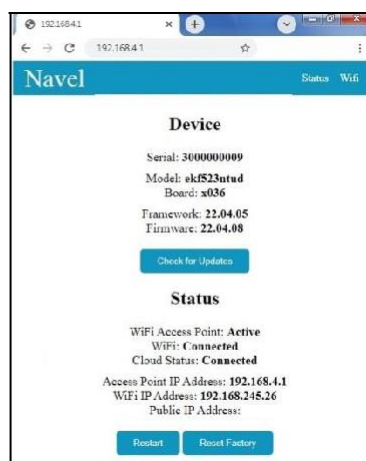 192.168.4.1
192.168.4.1
Navel Status Wifi
Device
Serial: 3000000009
Model: ekf523ntud
Board: x036
Framework: 22.04.05
Firmware: 22.04.08
Check for Updates
Status
WiFi Access Point: Active
WiFi: Connected
Cloud Status: Connected
Access Point IP Address: 192.168.4.1
WiFi IP Address: 192.168.245.26
Public IP Address:
Restart Reset Factory